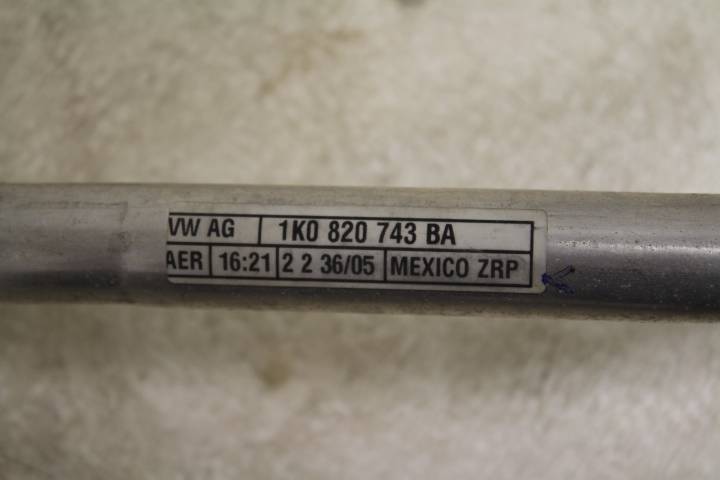 VW AG 1K0 820 743 BA
AER 16:21 2 2 36/05 MEXICO ZRP